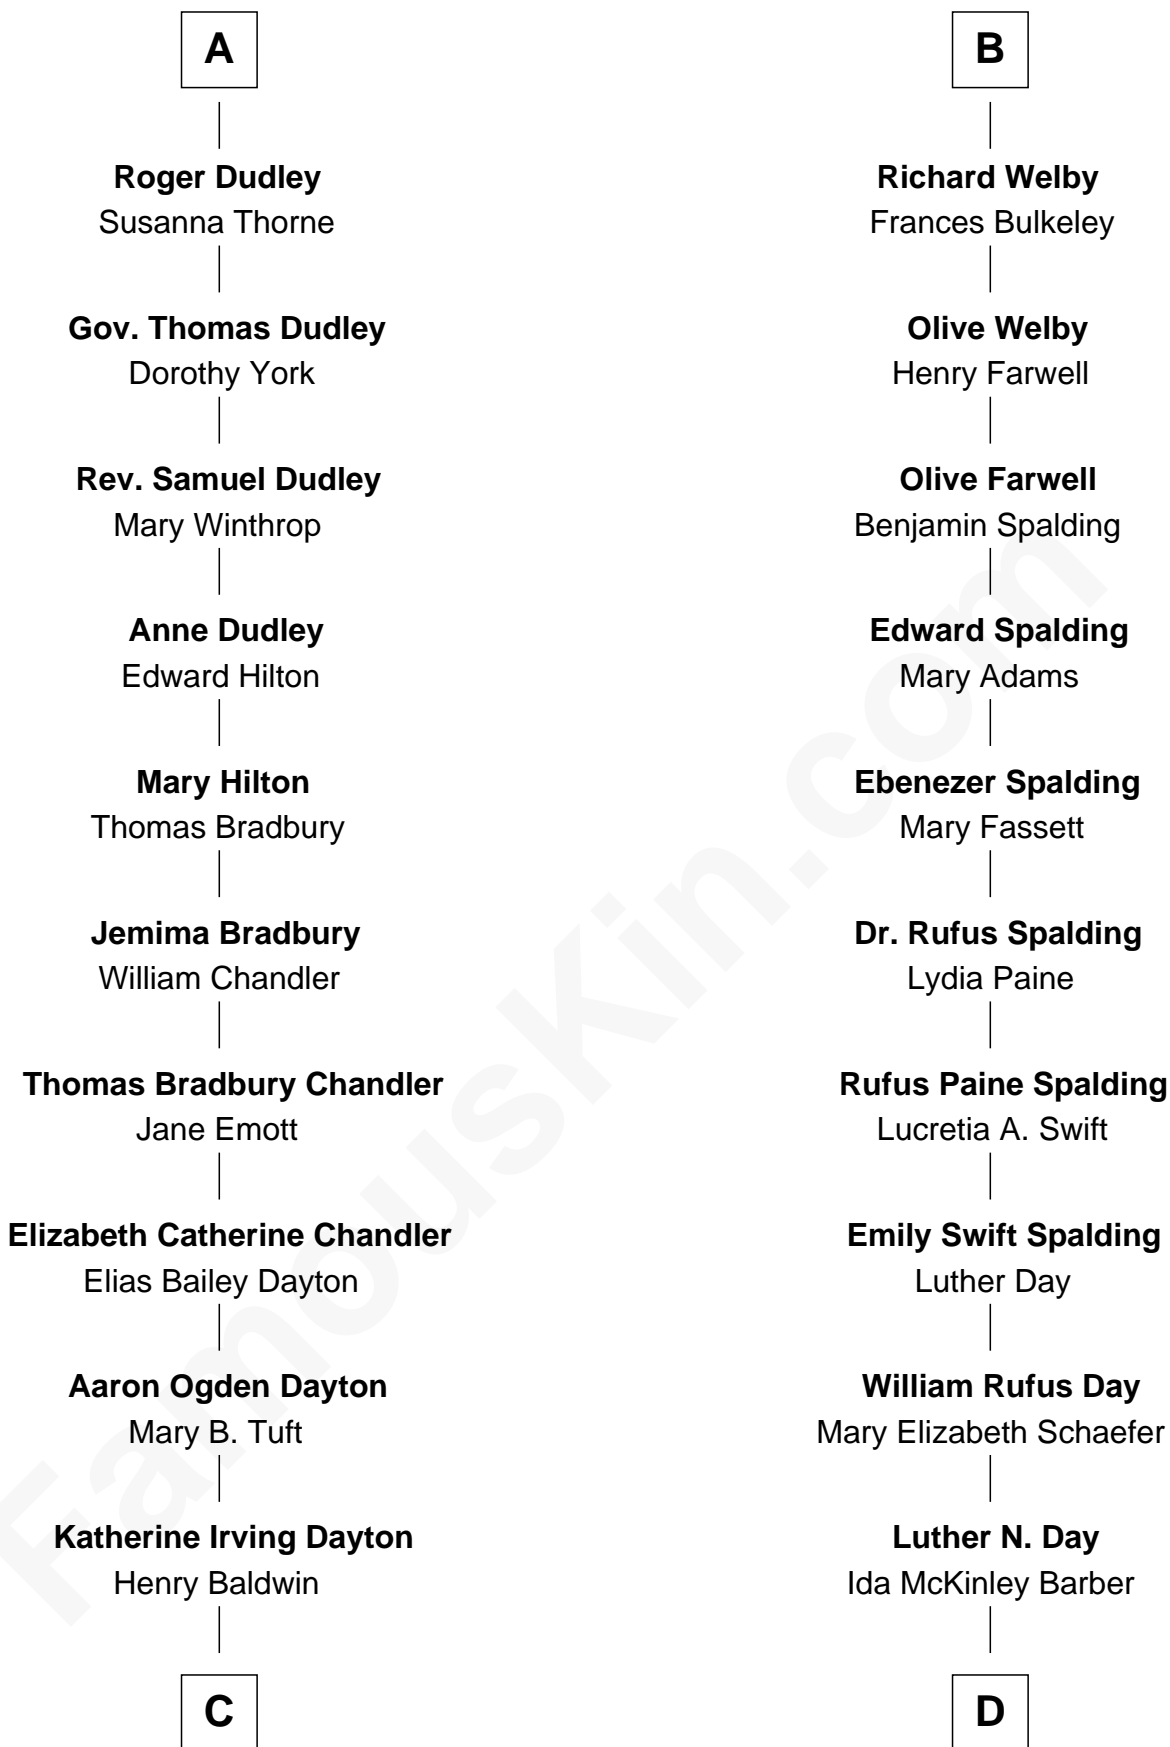 A
Roger Dudley
Susanna Thorne
Gov. Thomas Dudley
Dorothy York
Rev. Samuel Dudley
Mary Winthrop
Anne Dudley
Edward Hilton
Mary Hilton
Thomas Bradbury
Jemima Bradbury
William Chandler
Thomas Bradbury Chandler
Jane Emott
Elizabeth Catherine Chandler
Elias Bailey Dayton
Aaron Ogden Dayton
Mary B. Tuft
Katherine Irving Dayton
Henry Baldwin
C
B
Richard Welby
Frances Bulkeley
Olive Welby
Henry Farwell
Olive Farwell
Benjamin Spalding
Edward Spalding
Mary Adams
Ebenezer Spalding
Mary Fassett
Dr. Rufus Spalding
Lydia Paine
Rufus Paine Spalding
Lucretia A. Swift
Emily Swift Spalding
Luther Day
William Rufus Day
Mary Elizabeth Schaefer
Luther N. Day
Ida McKinley Barber
D
FamousKin.com